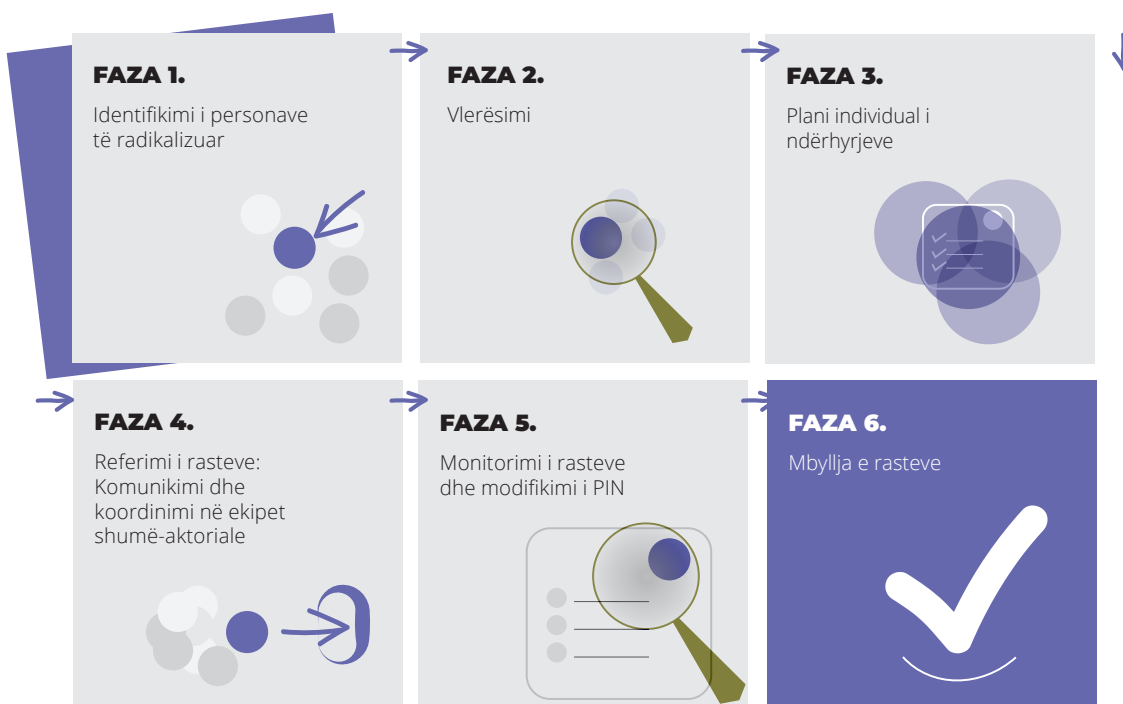 FAZA 1.
Identifikimi i personave
të radikalizuar
FAZA 2.
Vlerësimi
FAZA 3.
Plani individual i
ndërhyrjeve
FAZA 4.
Referimi i rasteve:
Komunikimi dhe
koordinimi në ekipet
shumë-aktoriale
FAZA 5.
Monitorimi i rasteve
dhe modifikimi i PIN
FAZA 6.
Mbyllja e rasteve